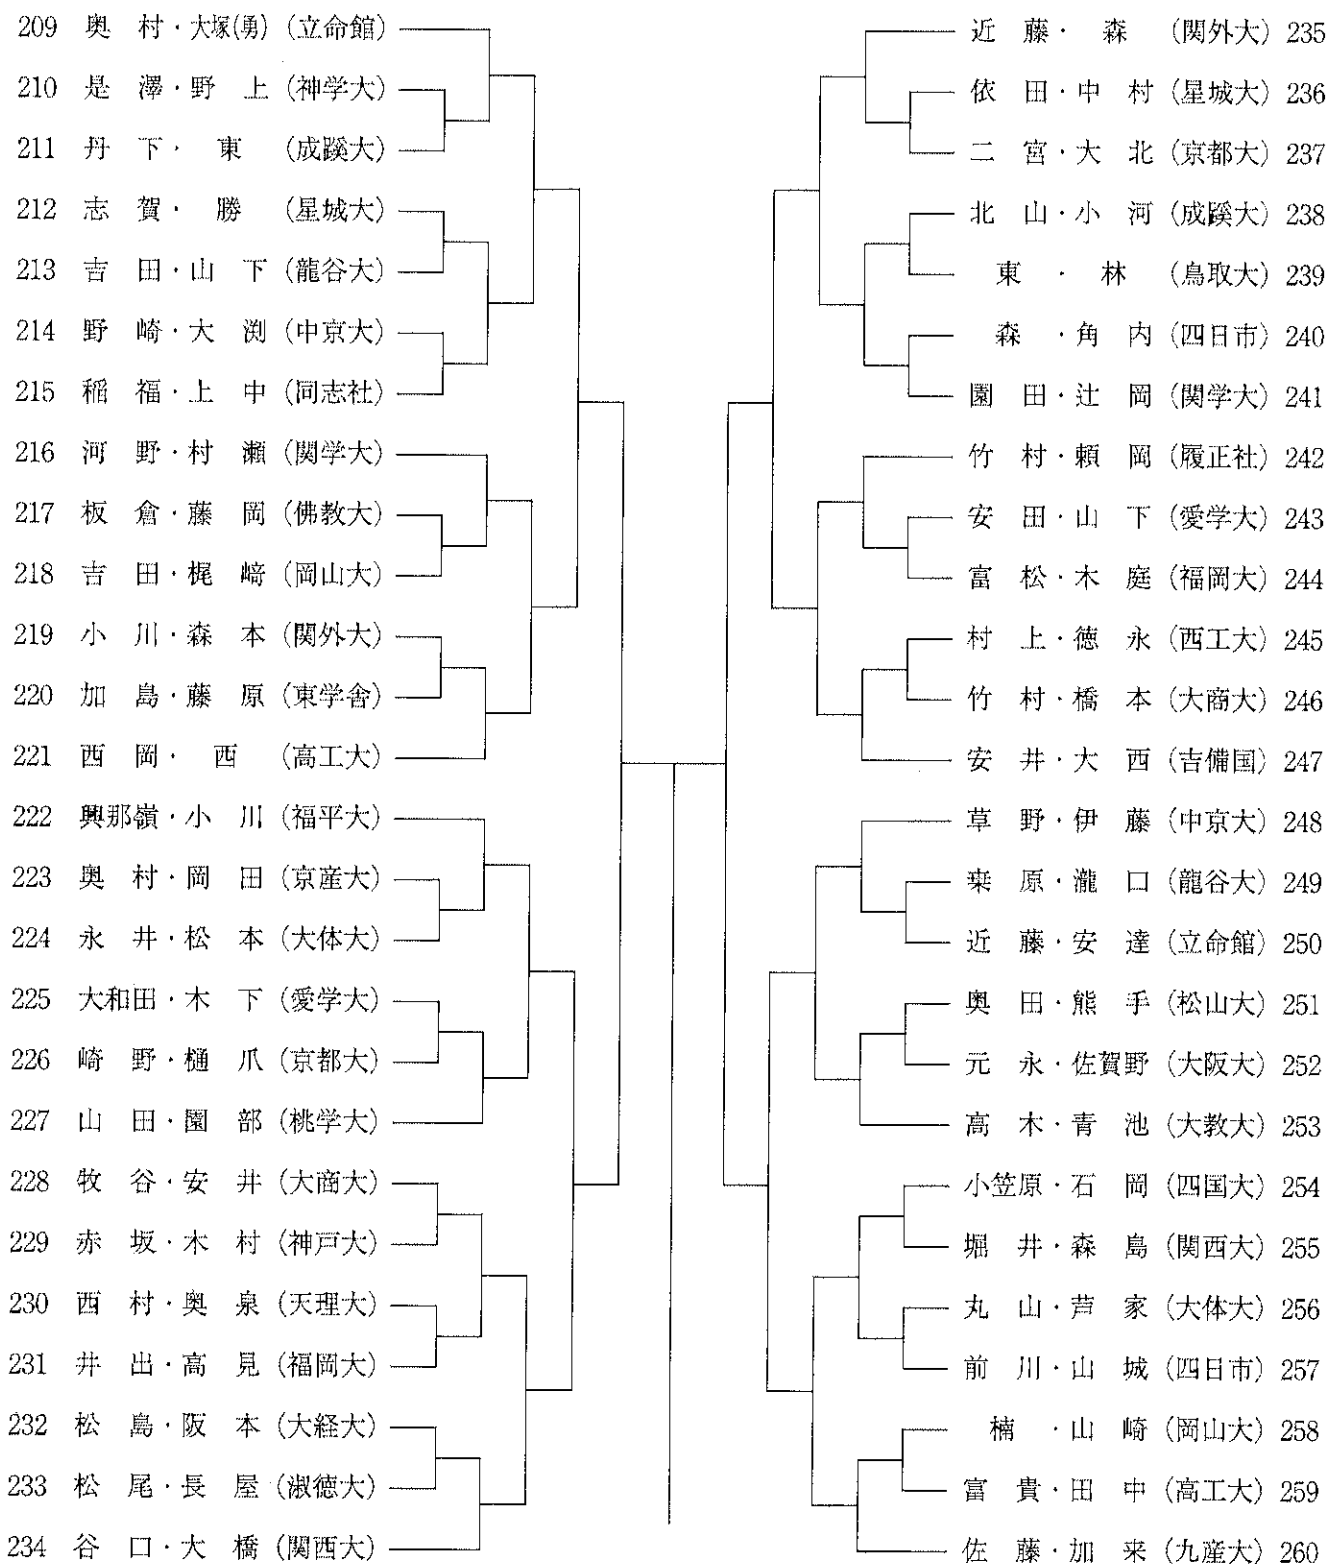 209 奥村・大塚(勇)(立命館)
210 是澤・野上(神学大)
211 丹下・東(成蹊大)
212 志賀・勝(星城大)
213 吉田・山下(龍谷大)
214 野崎・大渕(中京大)
215 稲福・上中(同志社)
216 河野・村瀬(関学大)
217 板倉・藤岡(佛教大)
218 吉田・梶﨑(岡山大)
219 小川・森本(関外大)
220 加島・藤原(東学舎)
221 西岡・西(高工大)
222 興那嶺・小川(福平大)
223 奥村・岡田(京産大)
224 永井・松本(大体大)
225 大和田・木下(愛学大)
226 崎野・樋爪(京都大)
227 山田・園部(桃学大)
228 牧谷・安井(大商大)
229 赤坂・木村(神戸大)
230 西村・奥泉(天理大)
231 井出・高見(福岡大)
232 松島・阪本(大経大)
233 松尾・長屋(淑徳大)
234 谷口・大橋(関西大)
近藤・森(関外大)235
依田・中村(星城大)236
二宮・大北(京都大)237
北山・小河(成蹊大)238
東・林(鳥取大)239
森・角内(四日市)240
園田・辻岡(関学大)241
竹村・頼岡(履正社)242
安田・山下(愛学大)243
富松・木庭(福岡大)244
村上・徳永(西工大)245
竹村・橋本(大商大)246
安井・大西(吉備国)247
草野・伊藤(中京大)248
桒原・瀧口(龍谷大)249
近藤・安達(立命館)250
奥田・熊手(松山大)251
元永・佐賀野(大阪大)252
高木・青池(大教大)253
小笠原・石岡(四国大)254
堀井・森島(関西大)255
丸山・芦家(大体大)256
前川・山城(四日市)257
楠・山崎(岡山大)258
富貴・田中(高工大)259
佐藤・加来(九産大)260